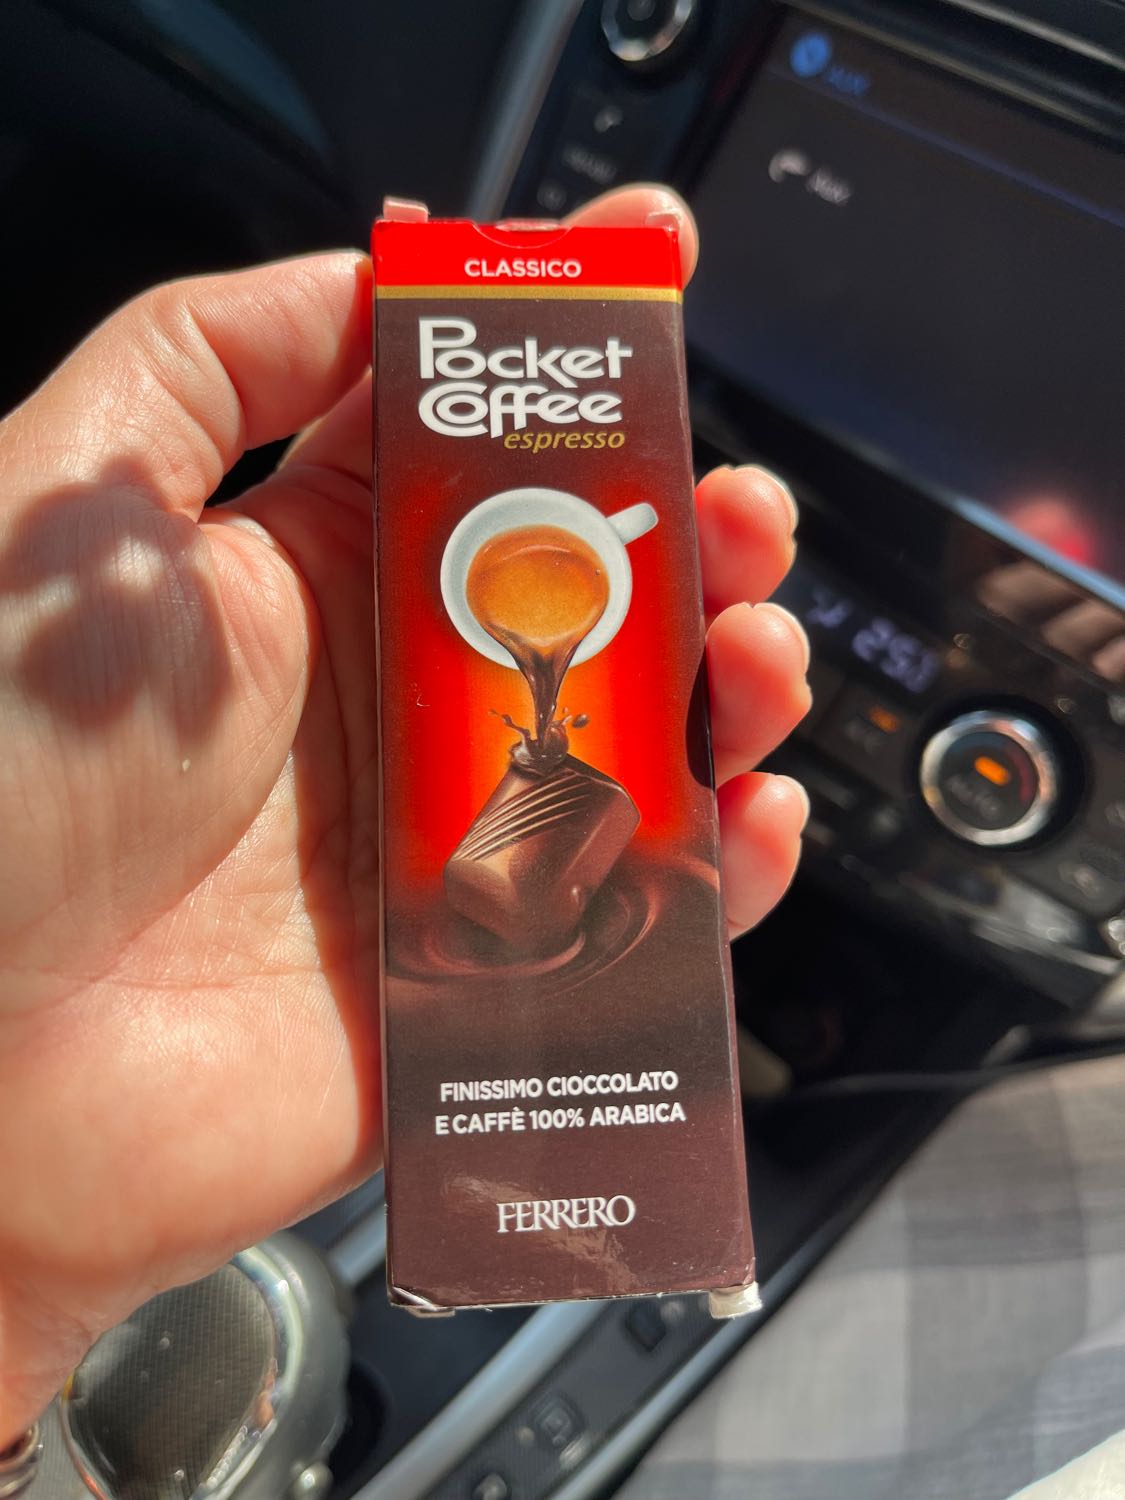 CLASSICO
Pocket
Coffee
espresso
FINISSIMO CIOCCOLATO
E CAFFÈ 100% ARABICA
FERRERO